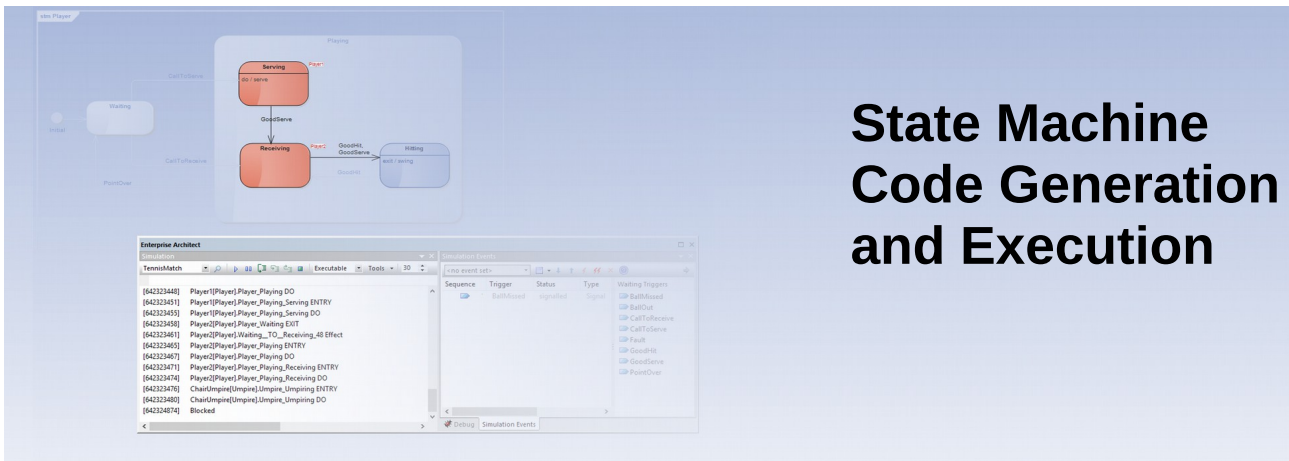 stm Player
Playing
Serving
Player1
do / serve
CallToServe
Waiting
Initial
GoodServe
Receiving
Player2
GoodHit,
GoodServe
Hitting
exit / swing
CallToReceive
GoodHit
PointOver
State Machine
Code Generation
and Execution
Enterprise Architect
Simulation
Simulation Events
TennisMatch
Executable
Tools
30
<no event set>
Sequence Trigger Status Type Waiting Triggers
BallMissed signalled Signal
BallMissed
BallOut
CallToReceive
CallToServe
Fault
GoodHit
GoodServe
PointOver
[642323448] Player1[Player].Player_Playing DO
[642323451] Player1[Player].Player_Playing_Serving ENTRY
[642323455] Player1[Player].Player_Playing_Serving DO
[642323458] Player2[Player].Player_Waiting EXIT
[642323461] Player2[Player].Waiting__TO__Receiving_48 Effect
[642323465] Player2[Player].Player_Playing ENTRY
[642323467] Player2[Player].Player_Playing DO
[642323471] Player2[Player].Player_Playing_Receiving ENTRY
[642323474] Player2[Player].Player_Playing_Receiving DO
[642323476] ChairUmpire[Umpire].Umpire_Umpiring ENTRY
[642323480] ChairUmpire[Umpire].Umpire_Umpiring DO
[642324874] Blocked
Debug
Simulation Events